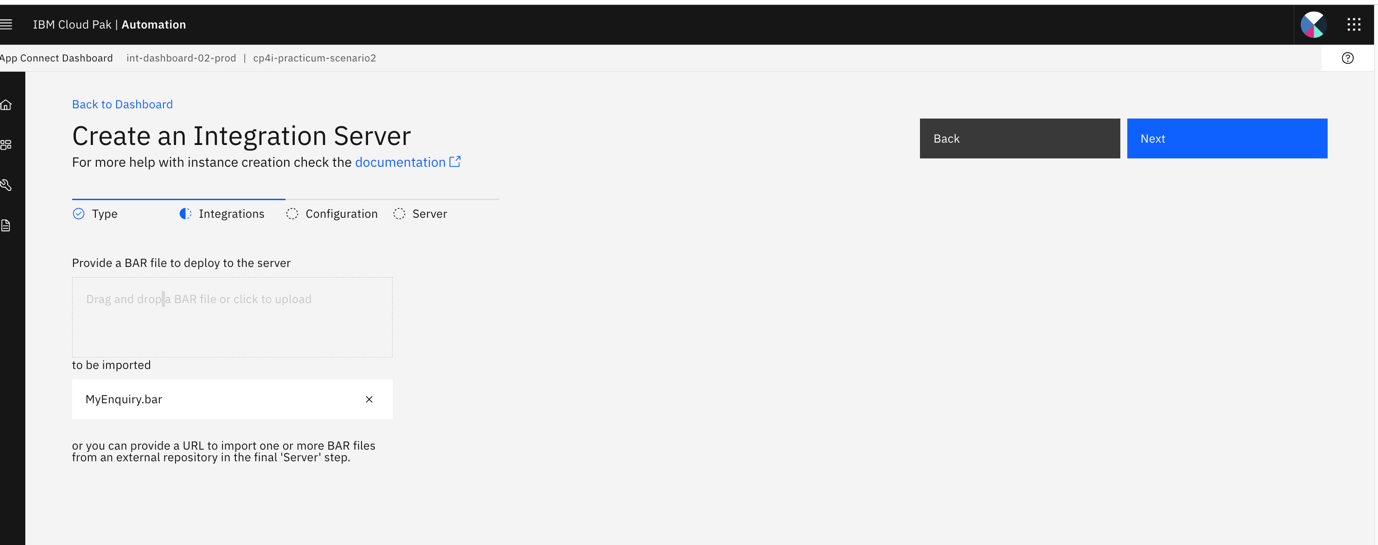 IBM Cloud Pak | Automation
App Connect Dashboard int-dashboard-02-prod | cp4i-practicum-scenario2
Back to Dashboard
Create an Integration Server
For more help with instance creation check the documentation
Back
Next
Type
Integrations
Configuration
Server
Provide a BAR file to deploy to the server
Drag and drop a BAR file or click to upload
to be imported
MyEnquiry.bar
or you can provide a URL to import one or more BAR files
from an external repository in the final 'Server' step.